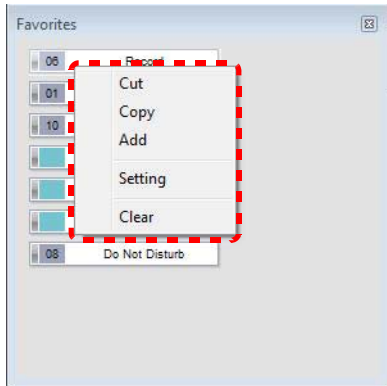 Favorites
06 Record
01
10
Cut
Copy
Add
Setting
Clear
08 Do Not Disturb